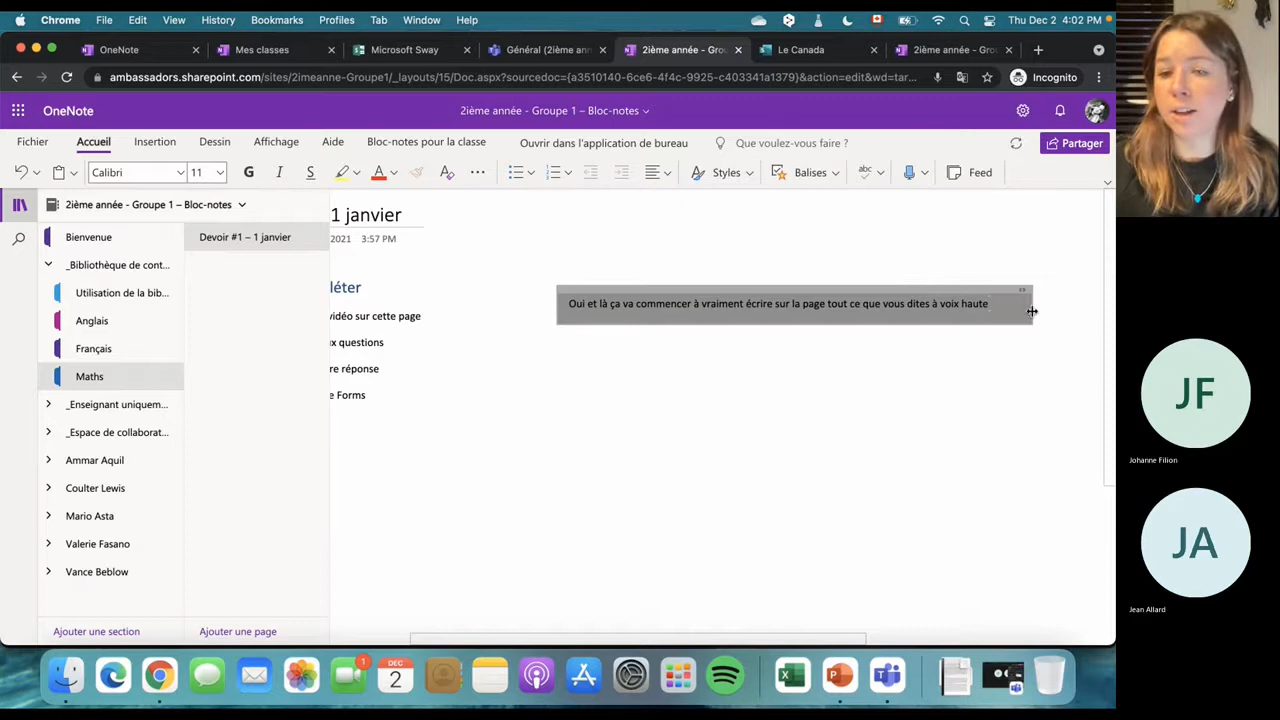 Chrome File Edit View History Bookmarks Profiles Tab Window Help Thu Dec 2 4:02 PM
OneNote Mes classes Microsoft Sway Général (2ième ann 2ième année - Grou Le Canada 2ième année - Grou
ambassadors.sharepoint.com/sites/2imeanne-Groupe1/_layouts/15/Doc.aspx?sourcedoc={a3510140-6ce6-4f4c-9925-c403341a1379}&action=edit&wd=tar... Incognito
OneNote 2ième année - Groupe 1 – Bloc-notes
Fichier Accueil Insertion Dessin Affichage Aide Bloc-notes pour la classe Ouvrir dans l'application de bureau Que voulez-vous faire ? Partager
Calibri 11 G I S A Styles Balises abc Feed
2ième année - Groupe 1 – Bloc-notes
1 janvier
Bienvenue
Devoir #1 – 1 janvier
2021 3:57 PM
_Bibliothèque de cont...
Utilisation de la bib...
léter
Oui et là ça va commencer à vraiment écrire sur la page tout ce que vous dites à voix haute
Anglais
vidéo sur cette page
Français
x questions
Maths
re réponse
_Enseignant uniquem...
e Forms
_Espace de collaborat...
Ammar Aquil
Coulter Lewis
Mario Asta
Valerie Fasano
Vance Beblow
Ajouter une section
Ajouter une page
JF
Johanne Filion
JA
Jean Allard
1
DEC
2
X
P
T